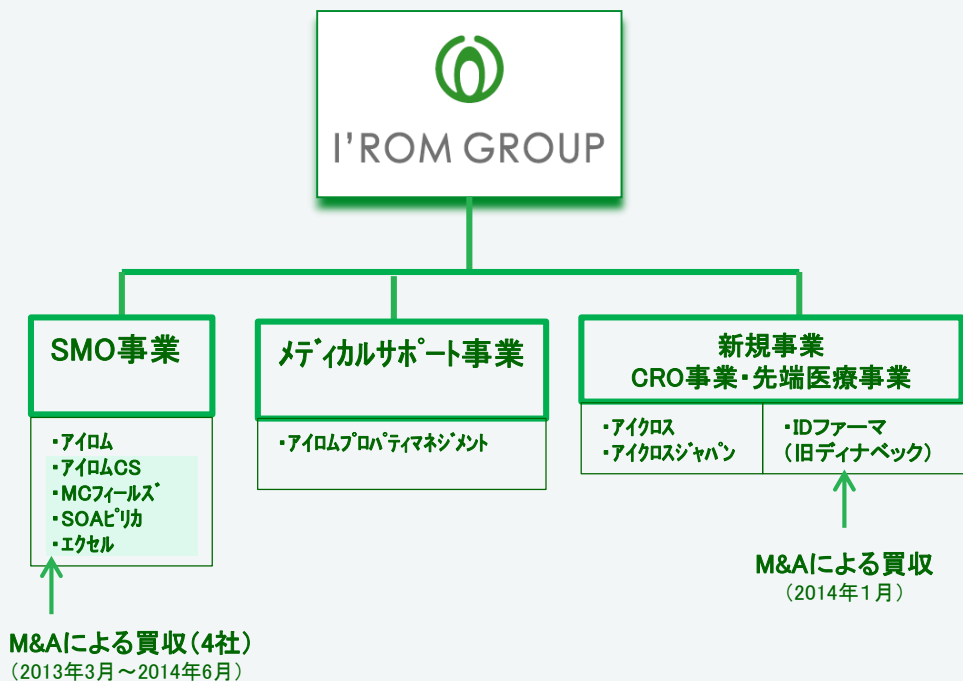 I'ROM GROUP
SMO事業
メディカルサポート事業
新規事業
CRO事業・先端医療事業
・アイロム
・アイロムCS
・MCフィールズ
・SOAピリカ
・エクセル
・アイロムプロパティマネジメント
・アイクロス
・アイクロスジャパン
・IDファーマ
(旧ディナベック)
M&Aによる買収(4社)
(2013年3月～2014年6月)
M&Aによる買収
(2014年1月)